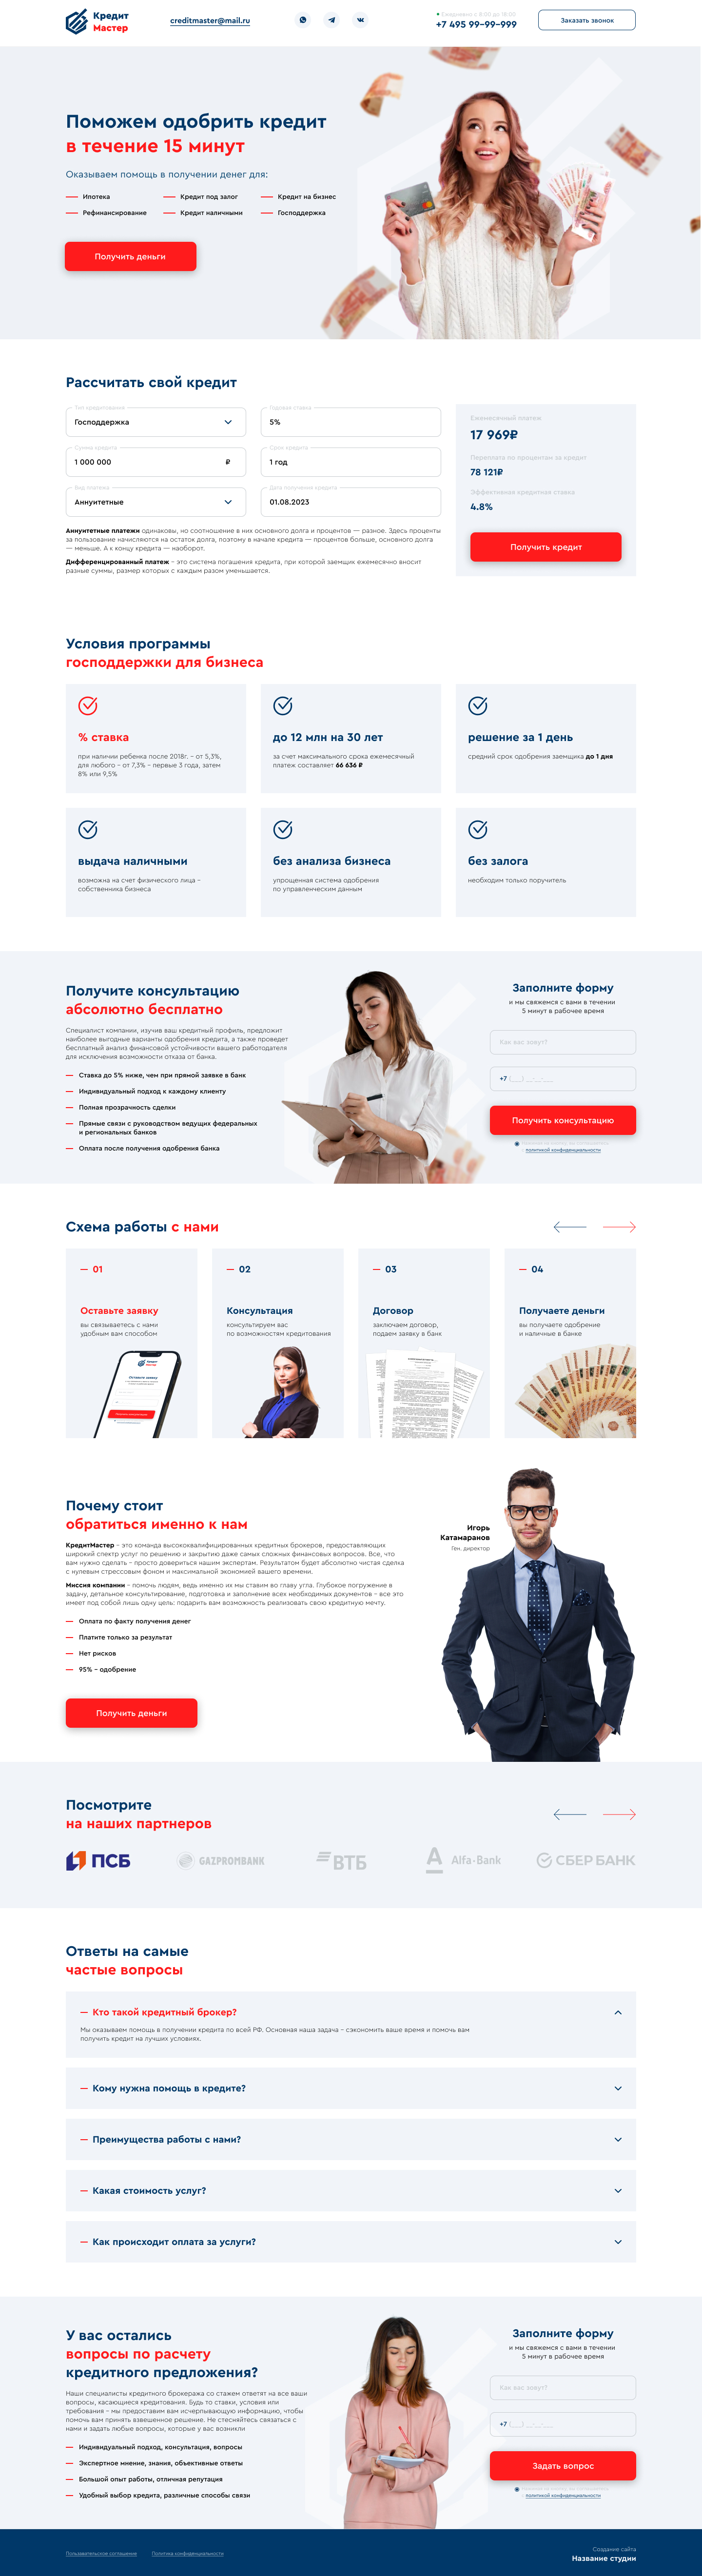 Кредит
Мастер
creditmaster@mail.ru
Ежедневно с 8:00 до 18:00
+7 495 99-99-999
Заказать звонок
Поможем одобрить кредит
в течение 15 минут
Оказываем помощь в получении денег для:
Ипотека
Кредит под залог
Кредит на бизнес
Рефинансирование
Кредит наличными
Господдержка
Получить деньги
Рассчитать свой кредит
Тип кредитования
Господдержка
Годовая ставка
5%
Сумма кредита
1 000 000 ₽
Срок кредита
1 год
Вид платежа
Аннуитетные
Дата получения кредита
01.08.2023
Аннуитетные платежи одинаковы, но соотношение в них основного долга и процентов — разное. Здесь проценты
за пользование начисляются на остаток долга, поэтому в начале кредита — процентов больше, основного долга
— меньше. А к концу кредита — наоборот.
Дифференцированный платеж - это система погашения кредита, при которой заемщик ежемесячно вносит
разные суммы, размер которых с каждым разом уменьшается.
Ежемесячный платеж
17 969₽
Переплата по процентам за кредит
78 121₽
Эффективная кредитная ставка
4.8%
Получить кредит
Условия программы
господдержки для бизнеса
% ставка
при наличии ребенка после 2018г. - от 5,3%,
для любого - от 7,3% - первые 3 года, затем
8% или 9,5%
до 12 млн на 30 лет
за счет максимального срока ежемесячный
платеж составляет 66 636 ₽
решение за 1 день
средний срок одобрения заемщика до 1 дня
выдача наличными
возможна на счет физического лица -
собственника бизнеса
без анализа бизнеса
упрощенная система одобрения
по управленческим данным
без залога
необходим только поручитель
Получите консультацию
абсолютно бесплатно
Специалист компании, изучив ваш кредитный профиль, предложит
наиболее выгодные варианты одобрения кредита, а также проведет
бесплатный анализ финансовой устойчивости вашего работодателя
для исключения возможности отказа от банка.
Ставка до 5% ниже, чем при прямой заявке в банк
Индивидуальный подход к каждому клиенту
Полная прозрачность сделки
Прямые связи с руководством ведущих федеральных
и региональных банков
Оплата после получения одобрения банка
Заполните форму
и мы свяжемся с вами в течении
5 минут в рабочее время
Как вас зовут?
+7 (___) __-__-___
Получить консультацию
политикой конфиденциальности
Схема работы с нами
01
Оставьте заявку
вы связываетесь с нами
удобным вам способом
Кредит
Мастер
Оставьте заявку
02
Консультация
консультируем вас
по возможностям кредитования
03
Договор
заключаем договор,
подаем заявку в банк
04
Получаете деньги
вы получаете одобрение
и наличные в банке
Почему стоит
обратиться именно к нам
КредитМастер - это команда высококвалифицированных кредитных брокеров, предоставляющих
широкий спектр услуг по решению и закрытию даже самых сложных финансовых вопросов. Все, что
вам нужно сделать - просто довериться нашим экспертам. Результатом будет абсолютно чистая сделка
с нулевым стрессовым фоном и максимальной экономией вашего времени.
Миссия компании - помочь людям, ведь именно их мы ставим во главу угла. Глубокое погружение в
задачу, детальное консультирование, подготовка и заполнение всех необходимых документов - все это
имеет под собой лишь одну цель: подарить вам возможность реализовать свою кредитную мечту.
Оплата по факту получения денег
Платите только за результат
Нет рисков
95% - одобрение
Получить деньги
Игорь
Катамаранов
Ген. директор
Посмотрите
на наших партнеров
ПСБ
GAZPROMBANK
ВТБ
Alfa·Bank
СБЕР БАНК
Ответы на самые
частые вопросы
Кто такой кредитный брокер?
Мы оказываем помощь в получении кредита по всей РФ. Основная наша задача - сэкономить ваше время и помочь вам
получить кредит на лучших условиях.
Кому нужна помощь в кредите?
Преимущества работы с нами?
Какая стоимость услуг?
Как происходит оплата за услуги?
У вас остались
вопросы по расчету
кредитного предложения?
Наши специалисты кредитного брокеража со стажем ответят на все ваши
вопросы, касающиеся кредитования. Будь то ставки, условия или
требования - мы предоставим вам исчерпывающую информацию, чтобы
помочь вам принять взвешенное решение. Не стесняйтесь связаться с
нами и задать любые вопросы, которые у вас возникли
Индивидуальный подход, консультация, вопросы
Экспертное мнение, знания, объективные ответы
Большой опыт работы, отличная репутация
Удобный выбор кредита, различные способы связи
Заполните форму
и мы свяжемся с вами в течении
5 минут в рабочее время
Как вас зовут?
+7 (___) __-__-___
Задать вопрос
политикой конфиденциальности
Пользовательское соглашение
Политика конфиденциальности
Создание сайта
Название студии